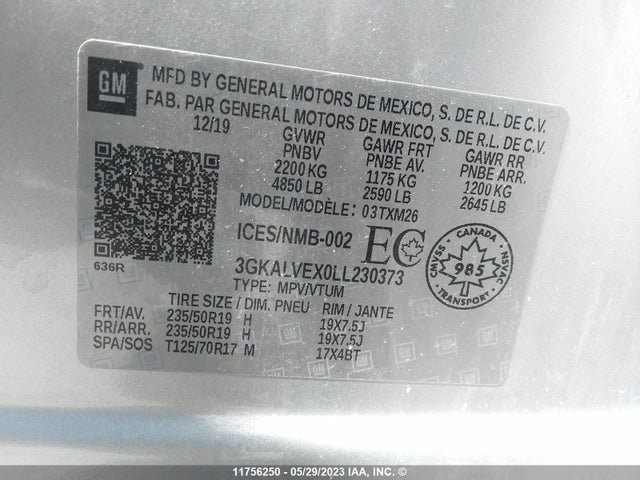 GM
MFD BY GENERAL MOTORS DE MEXICO, S. DE R.L. DE C.V.
FAB. PAR GENERAL MOTORS DE MEXICO, S. DE R.L. DE C.V.
12/19 GVWR GAWR FRT GAWR RR
PNBV PNBE AV. PNBE ARR.
2200 KG 1175 KG 1200 KG
4850 LB 2590 LB 2645 LB
MODEL/MODÈLE: 03TXM26
ICES/NMB-002 EC
636R
3GKALVEX0LL230373
TYPE: MPV/VTUM
CANADA
CMVSS 985 NSVAC
TRANSPORT
TIRE SIZE / DIM. PNEU RIM / JANTE
FRT/AV. 235/50R19 H 19X7.5J
RR/ARR. 235/50R19 H 19X7.5J
SPA/SOS T125/70R17 M 17X4BT
11756250 - 05/29/2023 IAA, INC. ©